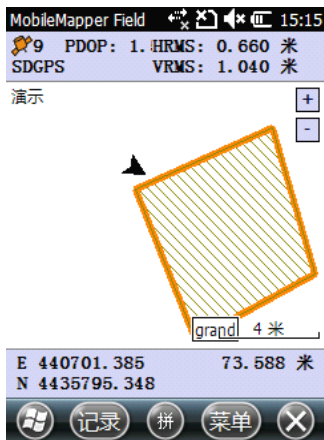 MobileMapper Field 15:15
9 PDOP: 1. HRMS: 0.660 米
SDGPS VRMS: 1.040 米
演示
+
-
grand 4 米
E 440701.385 73.588 米
N 4435795.348
记录 拼 菜单